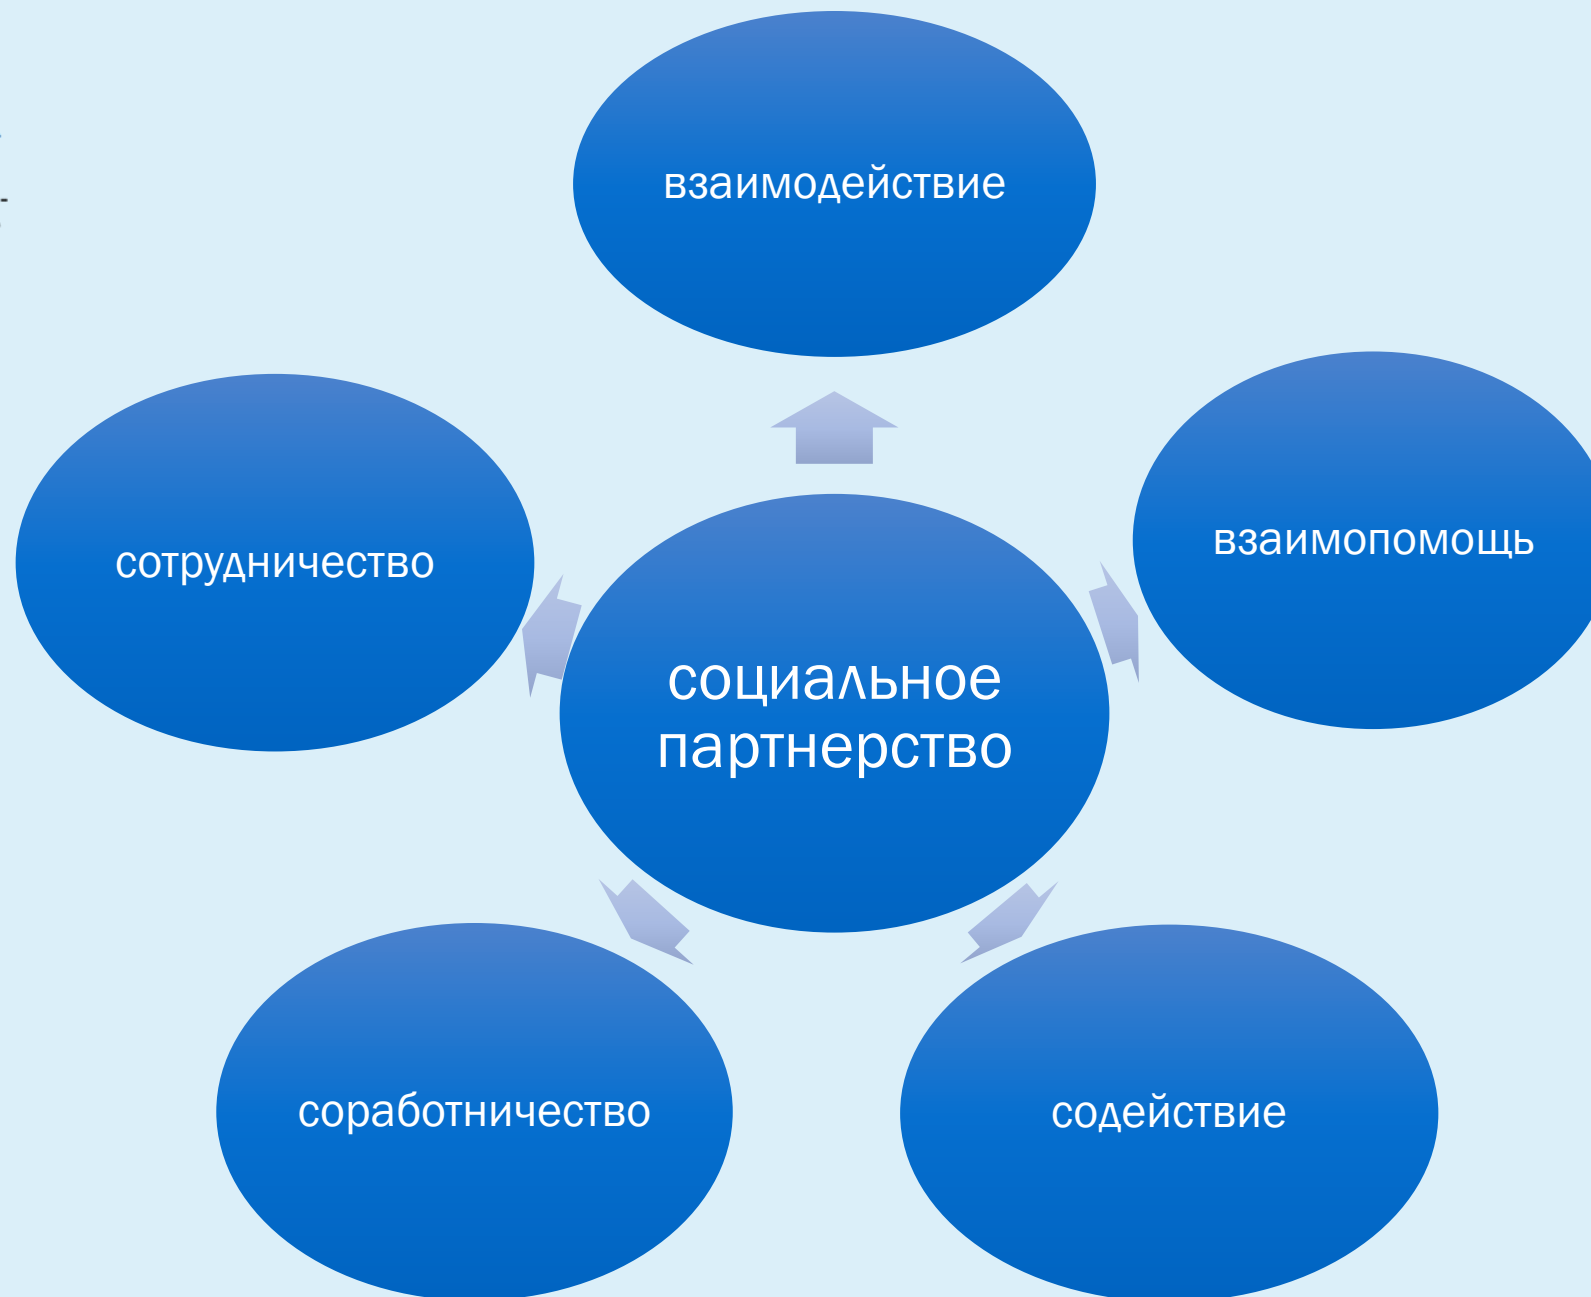 взаимодействие
взаимопомощь
сотрудничество
социальное
партнерство
соработничество
содействие